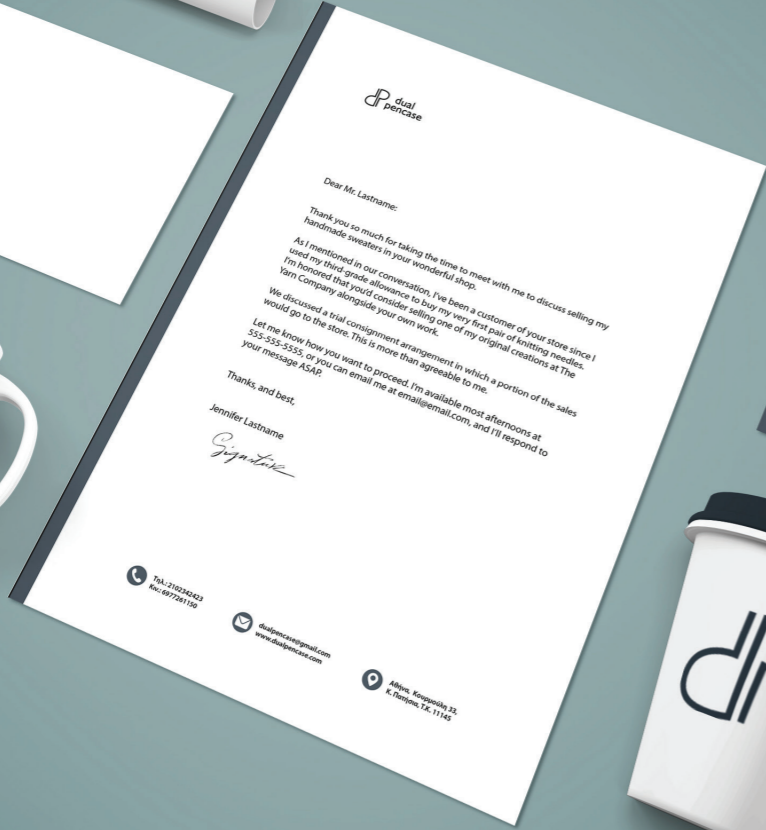 dual
pencase
Dear Mr. Lastname:
Thank you so much for taking the time to meet with me to discuss selling my
handmade sweaters in your wonderful shop.
As I mentioned in our conversation, I've been a customer of your store since I
used my third-grade allowance to buy my very first pair of knitting needles.
I'm honored that you'd consider selling one of my original creations at The
Yarn Company alongside your own work.
We discussed a trial consignment arrangement in which a portion of the sales
would go to the store. This is more than agreeable to me.
Let me know how you want to proceed. I'm available most afternoons at
555-555-5555, or you can email me at email@email.com, and I'll respond to
your message ASAP.
Thanks, and best,
Jennifer Lastname
Signature
Τηλ.: 2102342423
Κιν.: 6977261150
dualpencase@gmail.com
www.dualpencase.com
Αθήνα, Κουρμούλη 33,
Κ. Πατήσια, Τ.Κ. 11145